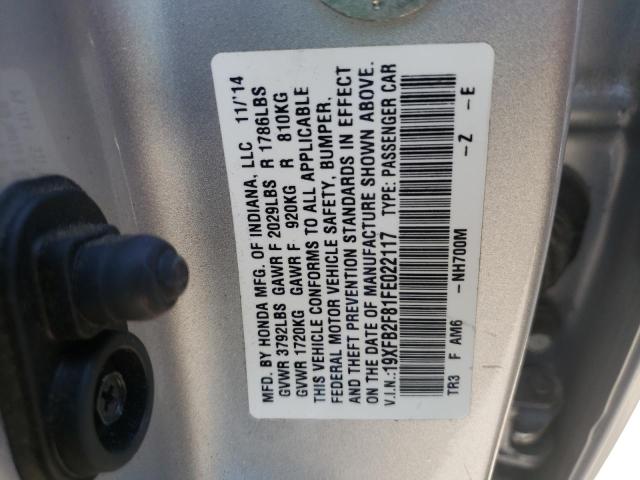 MFD. BY HONDA MFG. OF INDIANA, LLC 11/'14
GVWR 3792LBS GAWR F 2029LBS R 1786LBS
GVWR 1720KG GAWR F 920KG R 810KG
THIS VEHICLE CONFORMS TO ALL APPLICABLE
FEDERAL MOTOR VEHICLE SAFETY, BUMPER,
AND THEFT PREVENTION STANDARDS IN EFFECT
ON THE DATE OF MANUFACTURE SHOWN ABOVE.
V.I.N.:19XFB2F81FE022117 TYPE: PASSENGER CAR
TR3 F AM6 –NH700M –Z –E